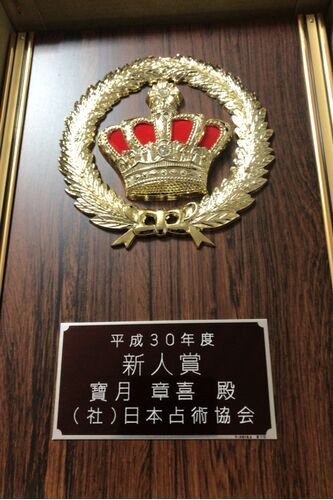 平成30年度
新人賞
寶月 章喜 殿
(社)日本占術協会